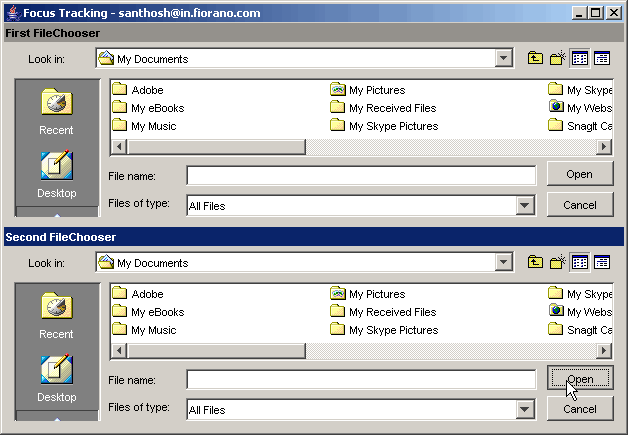 Focus Tracking - santhosh@in.fiorano.com
First FileChooser
Look in: My Documents
Adobe My Pictures My Skype
My eBooks My Received Files My Webs
My Music My Skype Pictures SnagIt Ca
Recent
Desktop
File name: Open
Files of type: All Files Cancel
Second FileChooser
Look in: My Documents
Adobe My Pictures My Skype
My eBooks My Received Files My Webs
My Music My Skype Pictures SnagIt Ca
Recent
Desktop
File name: Open
Files of type: All Files Cancel